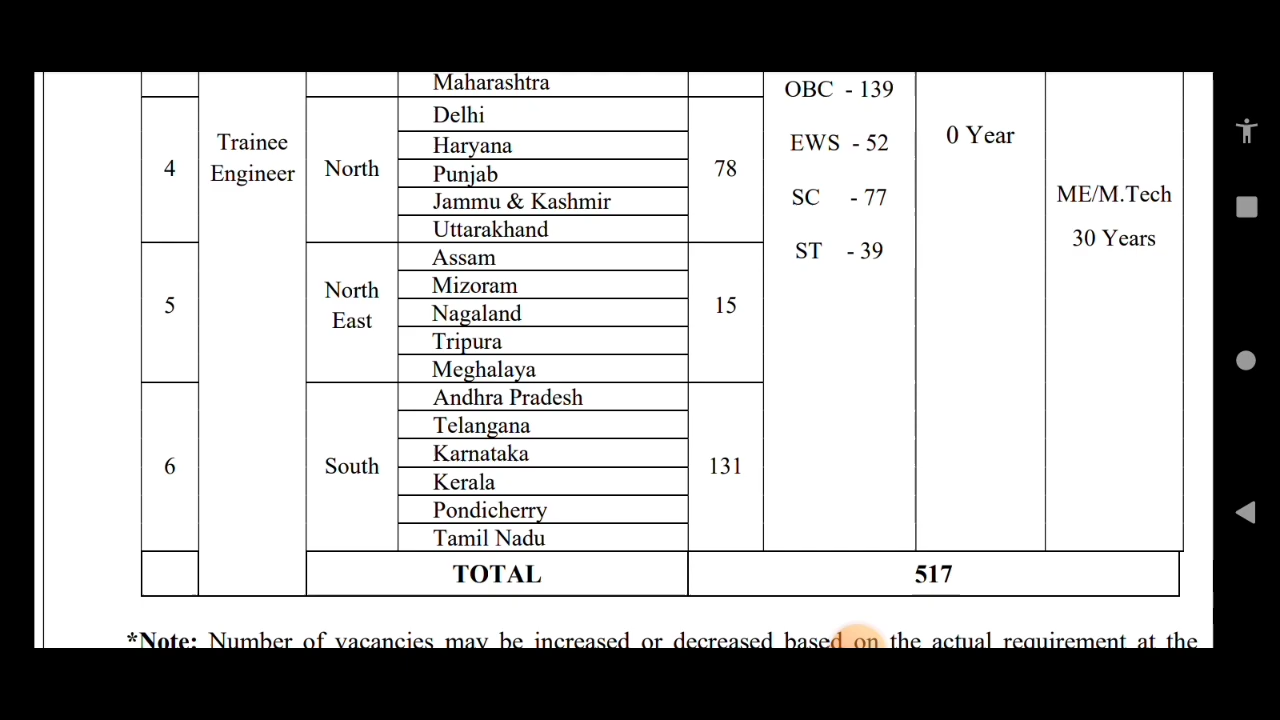 Maharashtra
OBC - 139
4
Trainee
Engineer
North
Delhi
Haryana
Punjab
Jammu & Kashmir
Uttarakhand
78
EWS - 52
SC - 77
ST - 39
0 Year
ME/M.Tech
30 Years
5
North
East
Assam
Mizoram
Nagaland
Tripura
Meghalaya
15
6
South
Andhra Pradesh
Telangana
Karnataka
Kerala
Pondicherry
Tamil Nadu
131
TOTAL 517
*Note: Number of vacancies may be increased or decreased based on the actual requirement at the